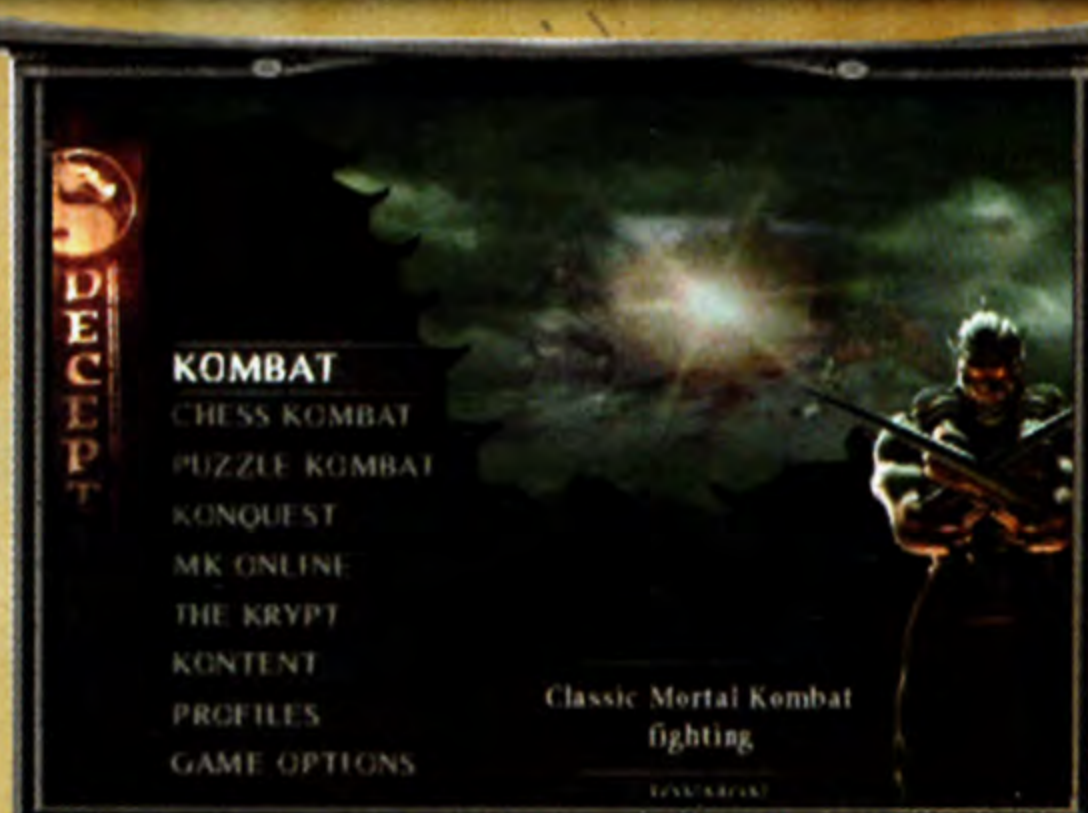 DECEPT
KOMBAT
CHESS KOMBAT
PUZZLE KOMBAT
KONQUEST
MK ONLINE
THE KRYPT
KONTENT
PROFILES
GAME OPTIONS
Classic Mortal Kombat
fighting